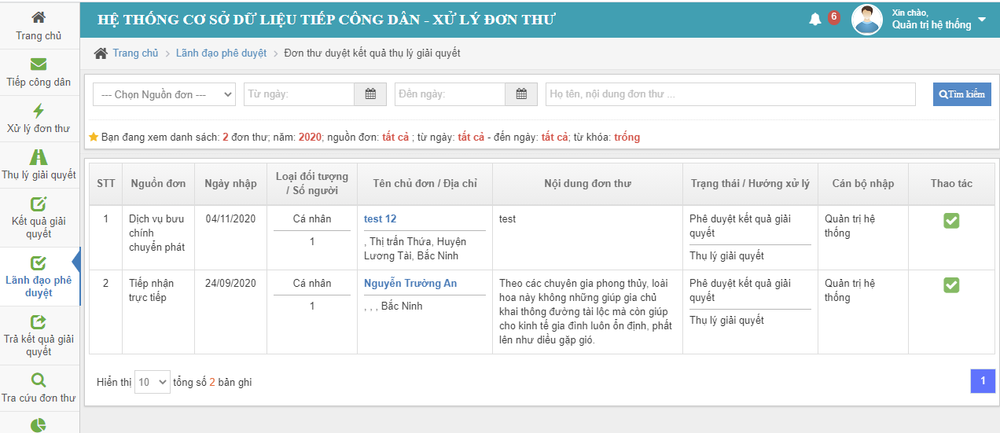 HỆ THỐNG CƠ SỞ DỮ LIỆU TIẾP CÔNG DÂN - XỬ LÝ ĐƠN THƯ
6
Xin chào,
Quản trị hệ thống
Trang chủ
Tiếp công dân
Xử lý đơn thư
Thụ lý giải quyết
Kết quả giải
quyết
Lãnh đạo phê
duyệt
Trả kết quả giải
quyết
Tra cứu đơn thư
Trang chủ > Lãnh đạo phê duyệt > Đơn thư duyệt kết quả thụ lý giải quyết
--- Chọn Nguồn đơn ---
Từ ngày:
Đến ngày:
Họ tên, nội dung đơn thư ...
Tìm kiếm
Bạn đang xem danh sách: 2 đơn thư; năm: 2020; nguồn đơn: tất cả ; từ ngày: tất cả - đến ngày: tất cả; từ khóa: trống
STT
Nguồn đơn
Ngày nhập
Loại đối tượng
/ Số người
Tên chủ đơn / Địa chỉ
Nội dung đơn thư
Trạng thái / Hướng xử lý
Cán bộ nhập
Thao tác
1
Dịch vụ bưu
chính
chuyển phát
04/11/2020
Cá nhân
1
test 12
, Thị trấn Thứa, Huyện
Lương Tài, Bắc Ninh
test
Phê duyệt kết quả giải
quyết
Thụ lý giải quyết
Quản trị hệ
thống
2
Tiếp nhận
trực tiếp
24/09/2020
Cá nhân
1
Nguyễn Trường An
, , , Bắc Ninh
Theo các chuyên gia phong thủy, loài
hoa này không những giúp gia chủ
khai thông đường tài lộc mà còn giúp
cho kinh tế gia đình luôn ổn định, phất
lên như diều gặp gió.
Phê duyệt kết quả giải
quyết
Thụ lý giải quyết
Quản trị hệ
thống
Hiển thị 10 tổng số 2 bản ghi
1